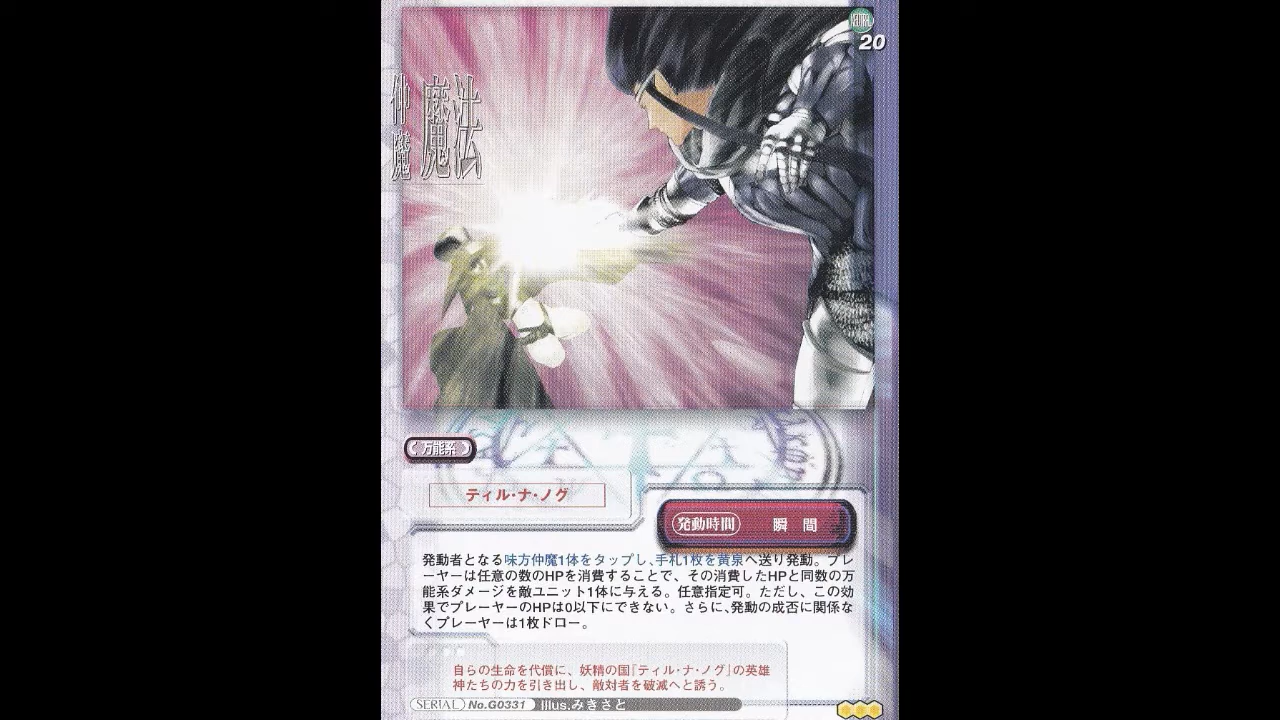 NEUTRAL
20
仲魔
魔法
万能系
ティル・ナ・ノグ
発動時間 瞬間
発動者となる味方仲魔1体をタップし、手札1枚を黄泉へ送り発動。プレ
ーヤーは任意の数のHPを消費することで、その消費したHPと同数の万
能系ダメージを敵ユニット1体に与える。任意指定可。ただし、この効
果でプレーヤーのHPは0以下にできない。さらに、発動の成否に関係な
くプレーヤーは1枚ドロー。
自らの生命を代償に、妖精の国『ティル・ナ・ノグ』の英雄
神たちの力を引き出し、敵対者を破滅へと誘う。
SERIAL No.G0331 Illus.みきさと